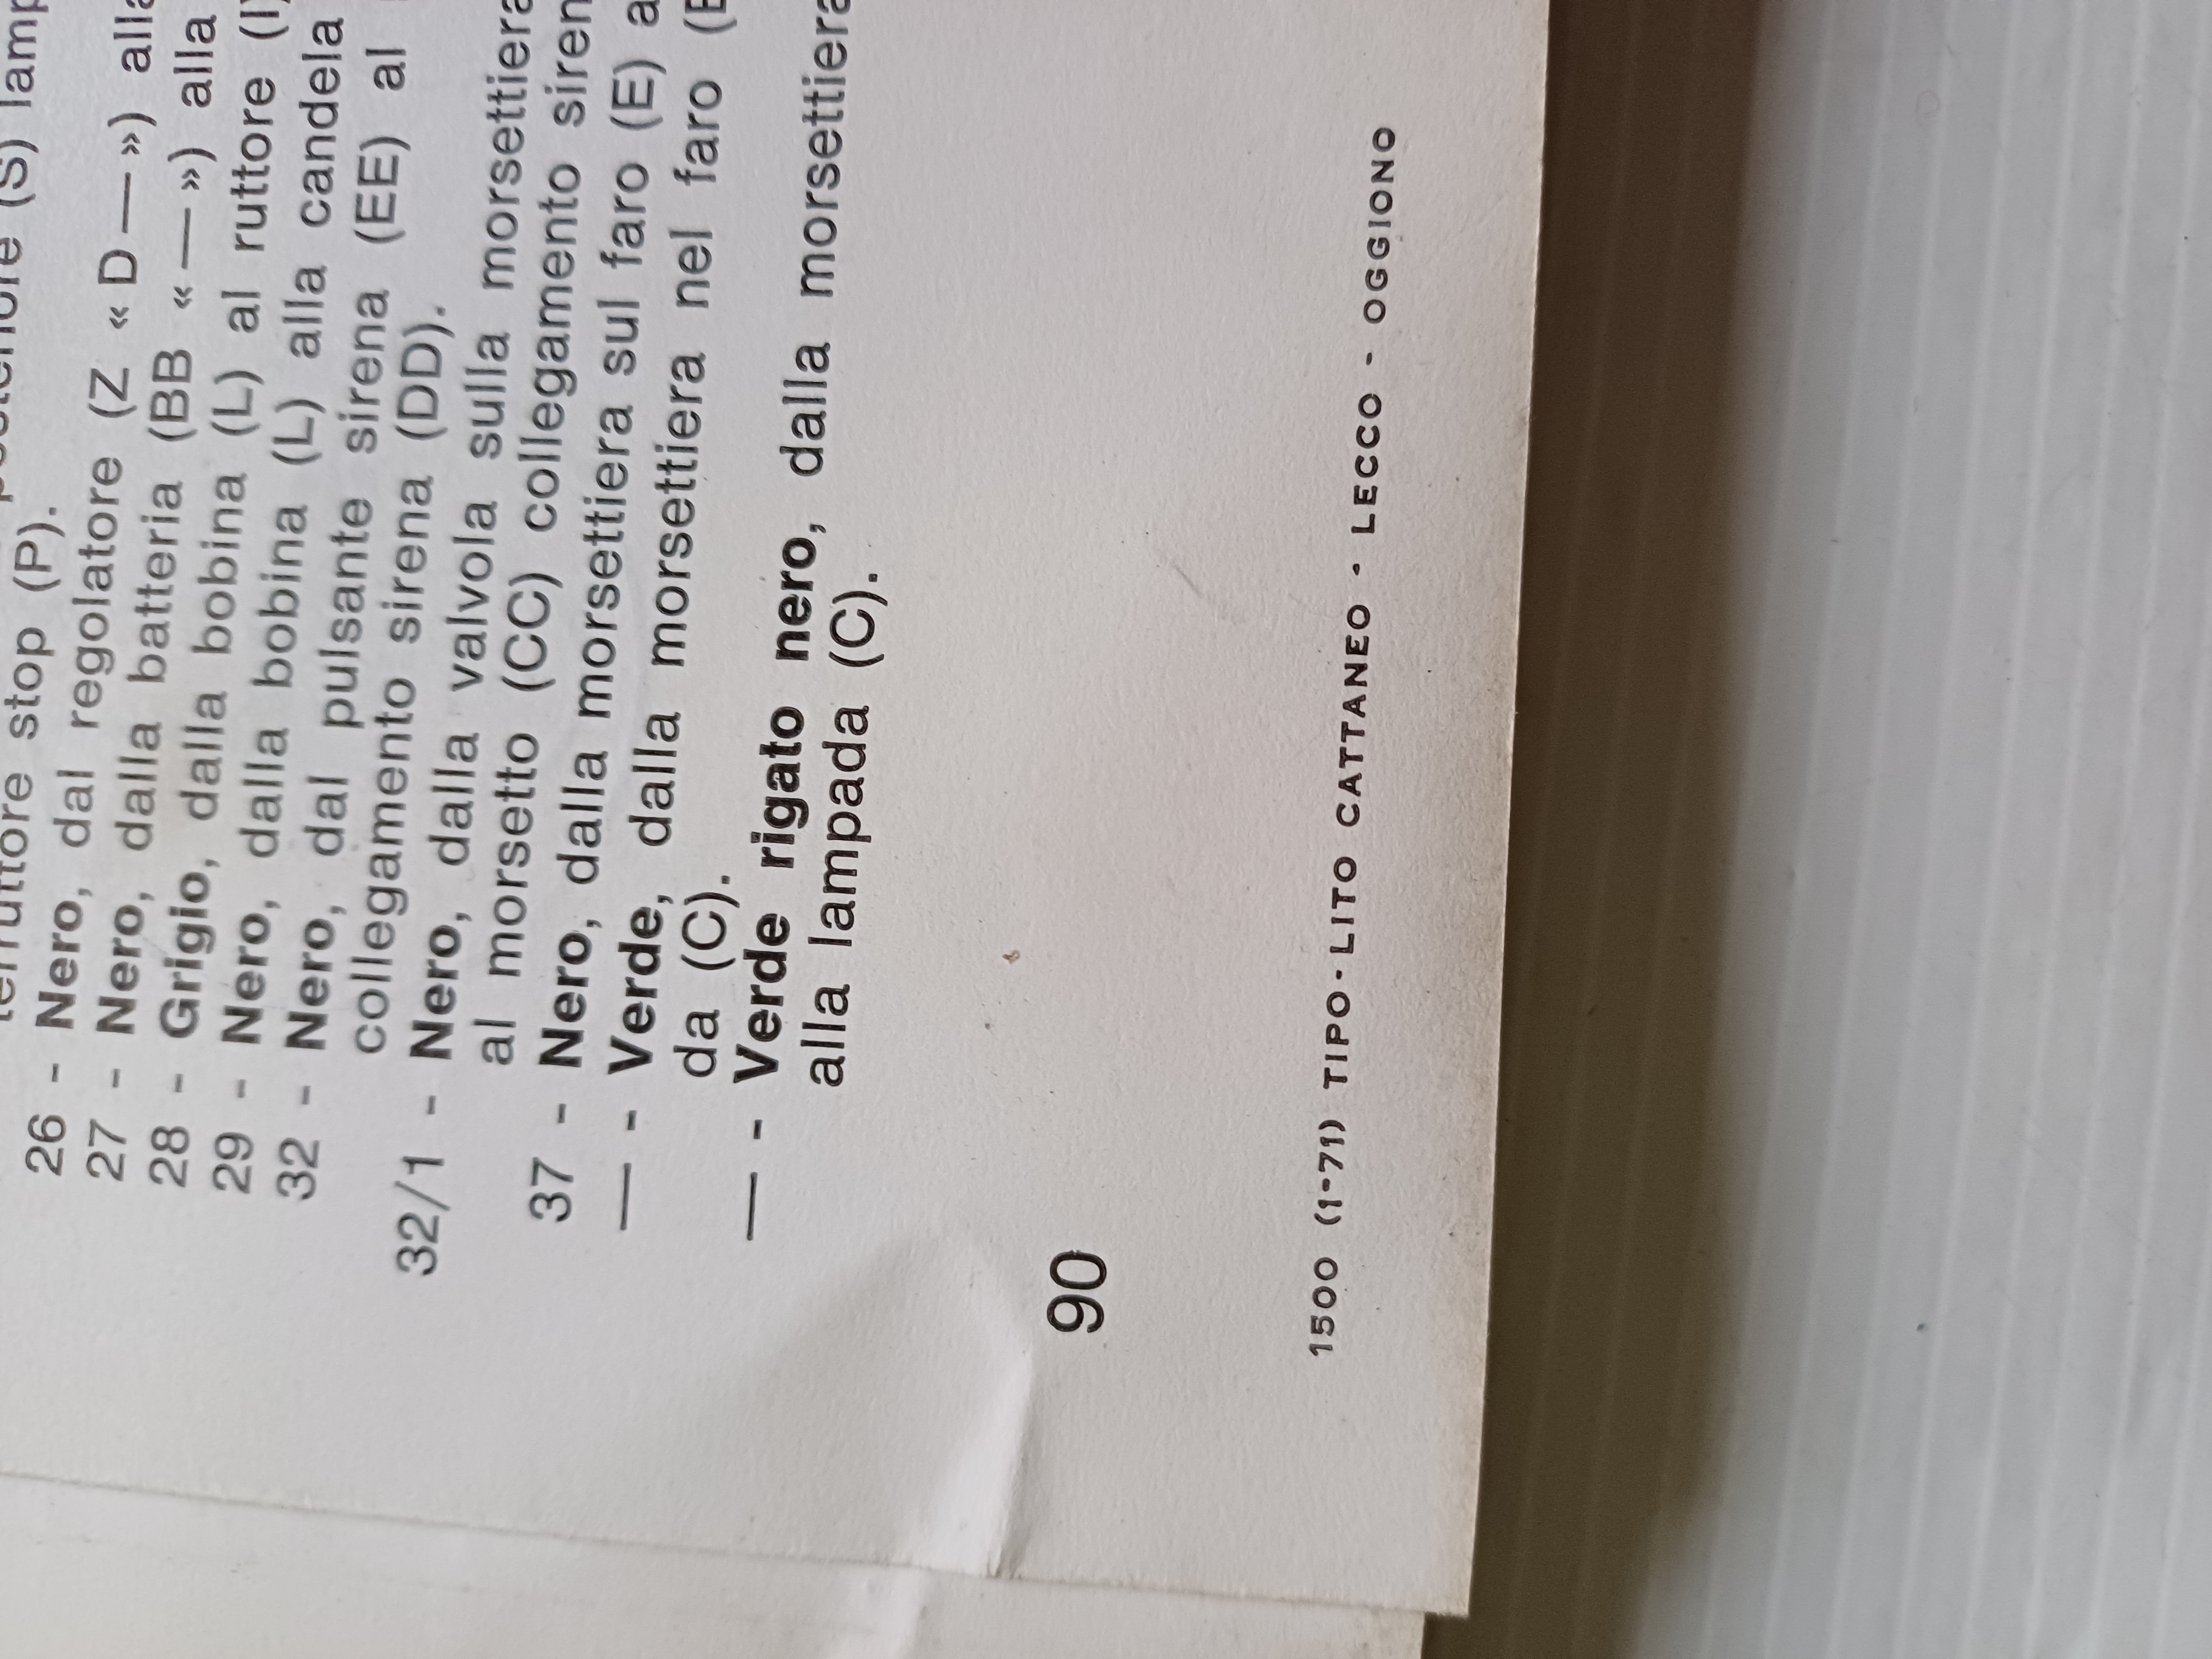 stop (P).
26 - Nero, dal regolatore (Z « D — ») alla
27 - Nero, dalla batteria (BB « — ») alla
28 - Grigio, dalla bobina (L) al ruttore (I)
29 - Nero, dalla bobina (L) alla candela
32 - Nero, dal pulsante sirena (EE) al
collegamento sirena (DD).
32/1 - Nero, dalla valvola sulla morsettiera
al morsetto (CC) collegamento
37 - Nero, dalla morsettiera sul faro (E) a
— - Verde, dalla morsettiera nel faro
da (C).
— - Verde rigato nero, dalla morsettiera
alla lampada (C).
90
1500 (1-71) TIPO-LITO CATTANEO - LECCO - OGGIONO